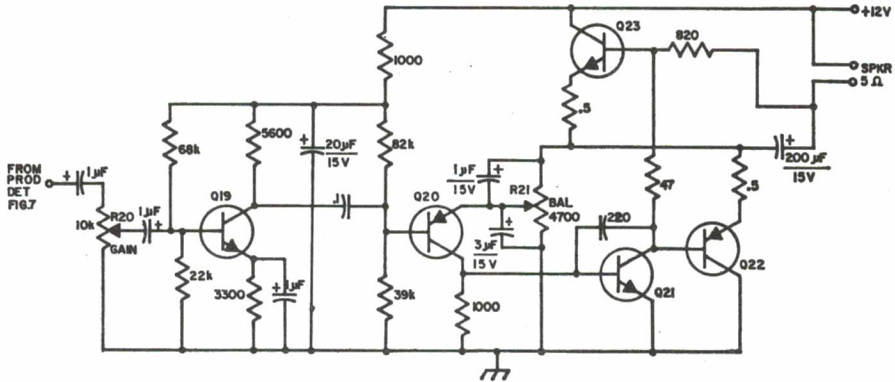 +12V
Q23
820
SPKR
5Ω
1000
.5
68k
5600
20µF
15V
82k
200µF
15V
FROM
PROD
DET
FIG.7
1µF
Q19
.1
Q20
1µF
15V
R21
BAL
4700
47
.5
R20
10k
GAIN
1µF
220
3µF
15V
Q22
22k
3300
1µF
39k
1000
Q21